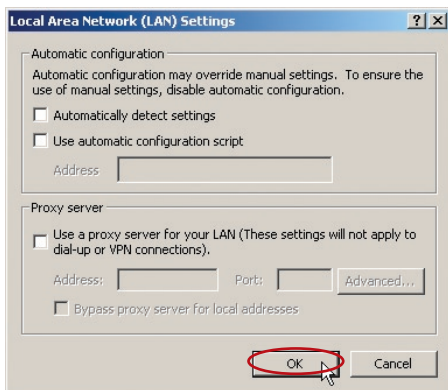 Local Area Network (LAN) Settings
Automatic configuration
Automatic configuration may override manual settings. To ensure the
use of manual settings, disable automatic configuration.
Automatically detect settings
Use automatic configuration script
Address
Proxy server
Use a proxy server for your LAN (These settings will not apply to
dial-up or VPN connections).
Address:
Port:
Advanced...
Bypass proxy server for local addresses
OK
Cancel